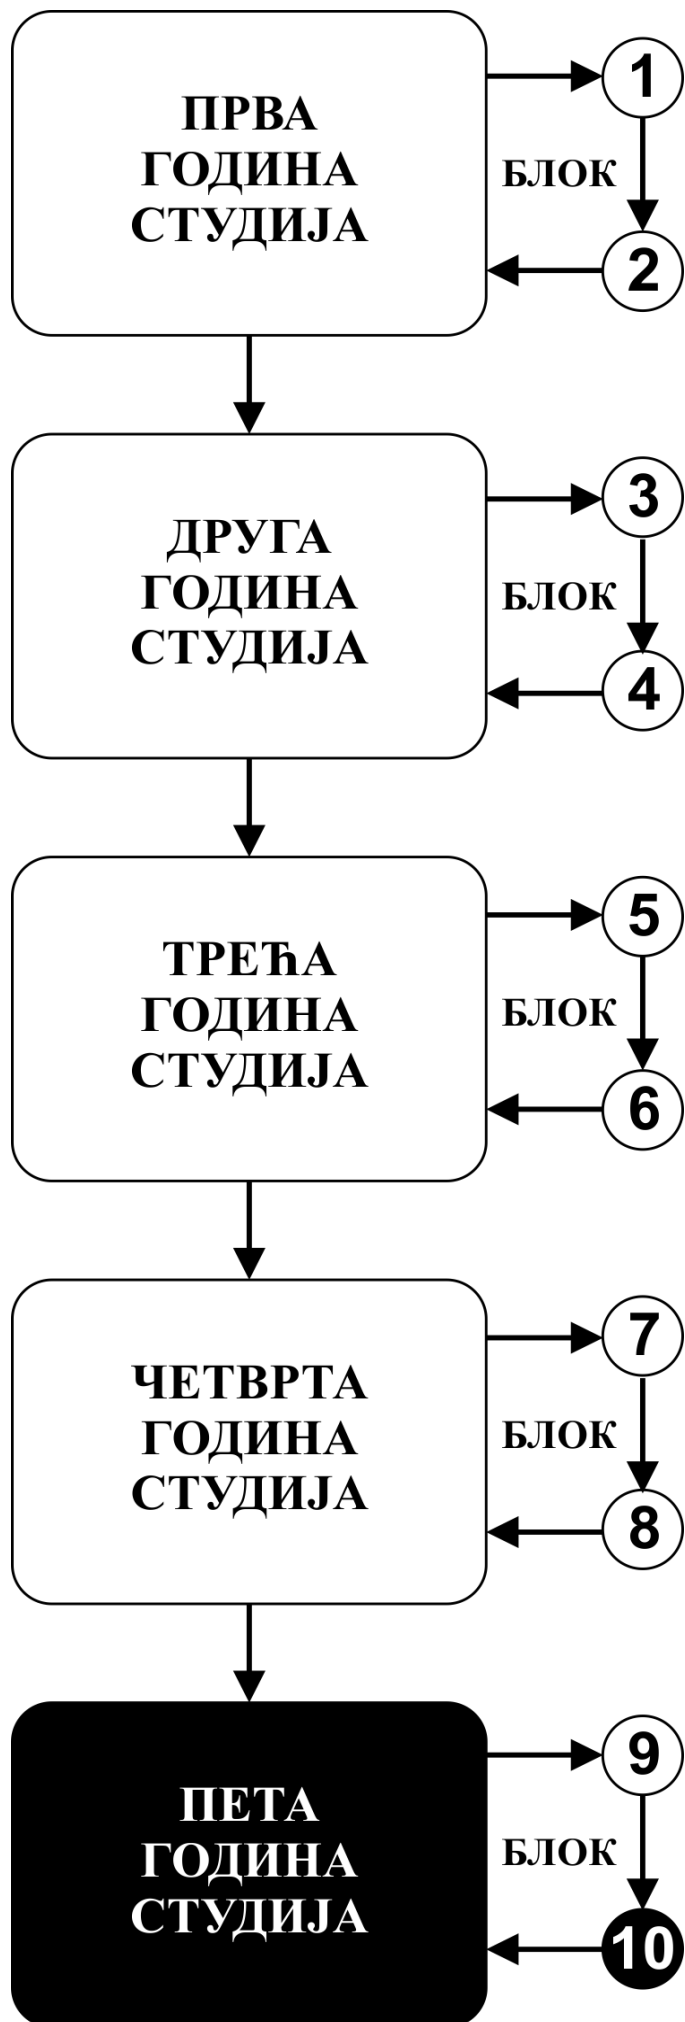 ПРВА
ГОДИНА
СТУДИЈА
1
БЛОК
2
ДРУГА
ГОДИНА
СТУДИЈА
3
БЛОК
4
ТРЕЋА
ГОДИНА
СТУДИЈА
5
БЛОК
6
ЧЕТВРТА
ГОДИНА
СТУДИЈА
7
БЛОК
8
ПЕТА
ГОДИНА
СТУДИЈА
9
БЛОК
10